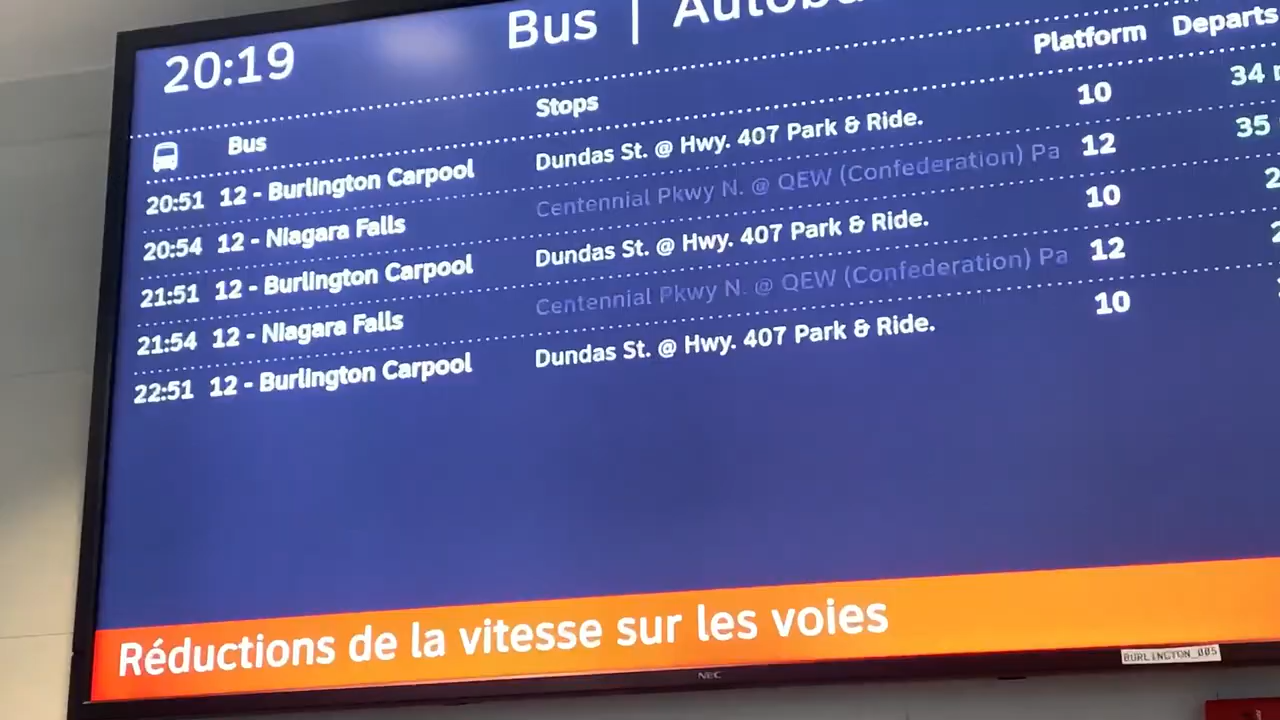 20:19 Bus |
Bus Stops Platform Departs
20:51 12 - Burlington Carpool Dundas St. @ Hwy. 407 Park & Ride. 10 34
20:54 12 - Niagara Falls Centennial Pkwy N. @ QEW (Confederation) Pa 12 35
21:51 12 - Burlington Carpool Dundas St. @ Hwy. 407 Park & Ride. 10
21:54 12 - Niagara Falls Centennial Pkwy N. @ QEW (Confederation) Pa 12
22:51 12 - Burlington Carpool Dundas St. @ Hwy. 407 Park & Ride. 10
Réductions de la vitesse sur les voies
BURLINGTON_005
NEC